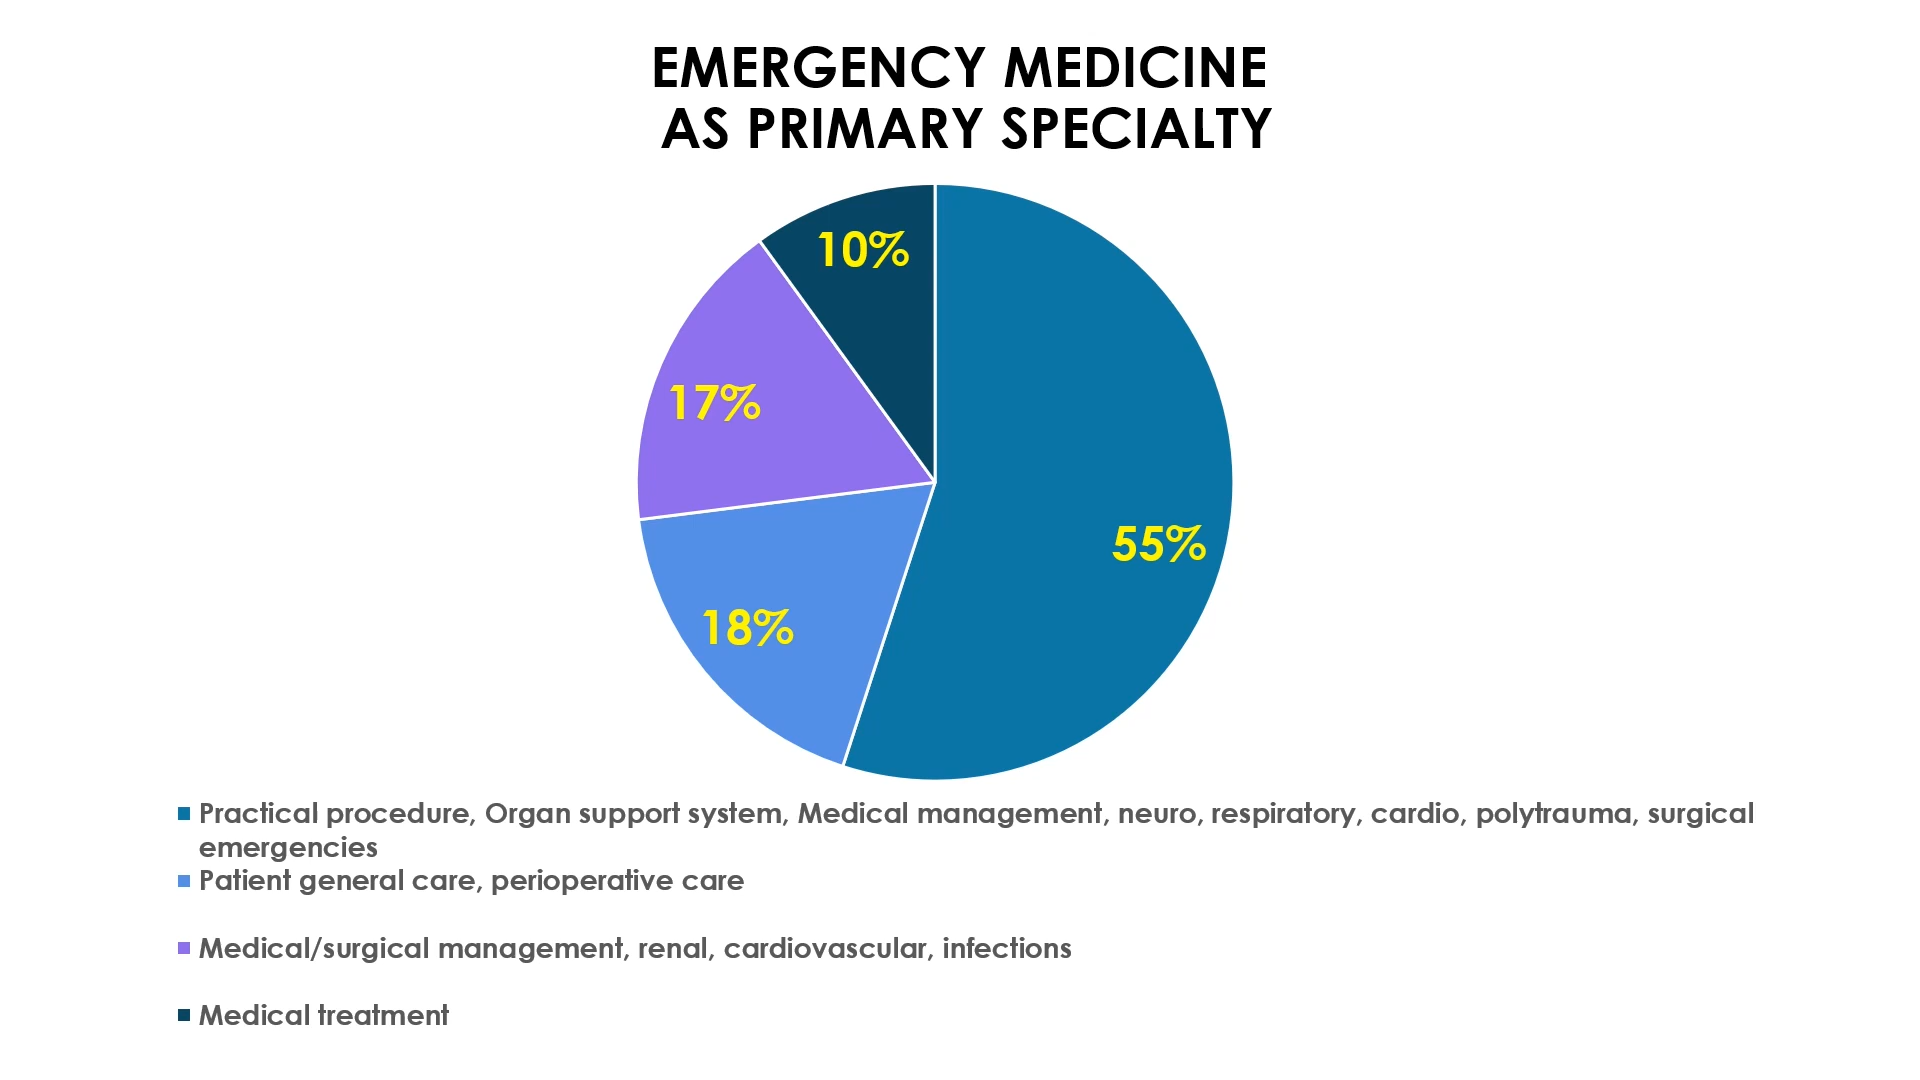 EMERGENCY MEDICINE
AS PRIMARY SPECIALTY
10%
17%
55%
18%
Practical procedure, Organ support system, Medical management, neuro, respiratory, cardio, polytrauma, surgical
emergencies
Patient general care, perioperative care
Medical/surgical management, renal, cardiovascular, infections
Medical treatment